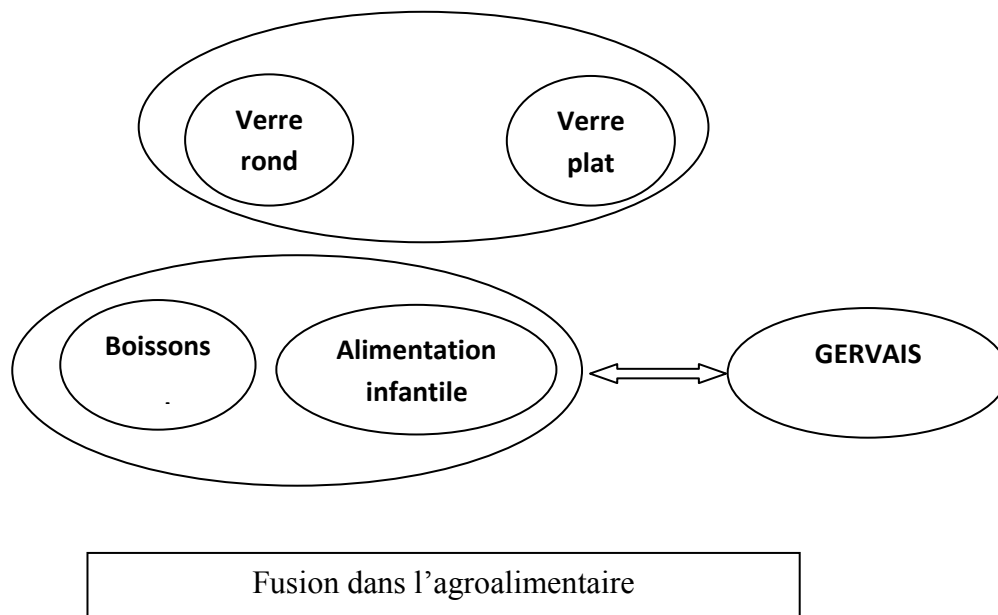 Verre
rond
Verre
plat
Boissons
-
Alimentation
infantile
GERVAIS
Fusion dans l’agroalimentaire